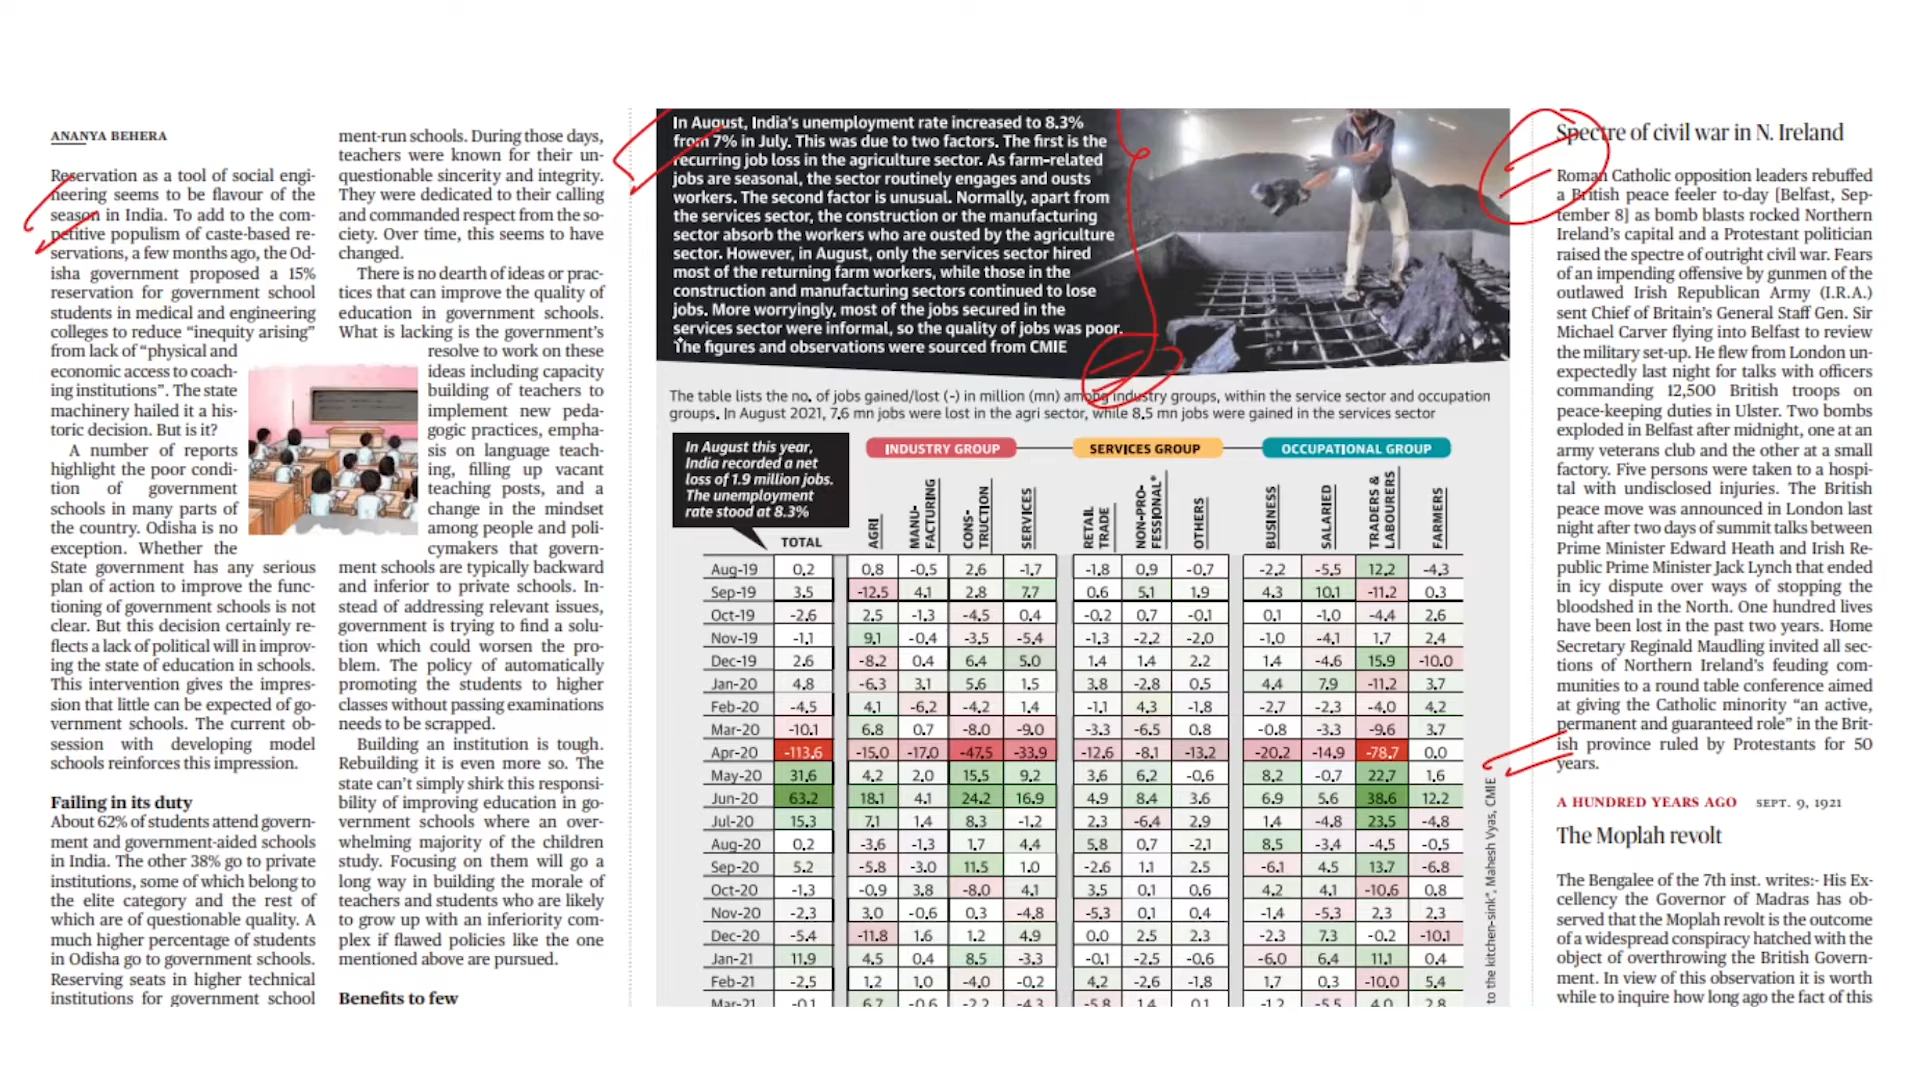 ANANYA BEHERA
Reservation as a tool of social engi-
neering seems to be flavour of the
season in India. To add to the com-
petitive populism of caste-based re-
servations, a few months ago, the Od-
isha government proposed a 15%
reservation for government school
students in medical and engineering
colleges to reduce “inequity arising”
from lack of “physical and
economic access to coach-
ing institutions”. The state
machinery hailed it a his-
toric decision. But is it?
A number of reports
highlight the poor condi-
tion of government
schools in many parts of
the country. Odisha is no
exception. Whether the
State government has any serious
plan of action to improve the func-
tioning of government schools is not
clear. But this decision certainly re-
flects a lack of political will in improv-
ing the state of education in schools.
This intervention gives the impres-
sion that little can be expected of go-
vernment schools. The current ob-
session with developing model
schools reinforces this impression.
Failing in its duty
About 62% of students attend govern-
ment and government-aided schools
in India. The other 38% go to private
institutions, some of which belong to
the elite category and the rest of
which are of questionable quality. A
much higher percentage of students
in Odisha go to government schools.
Reserving seats in higher technical
institutions for government school
ment-run schools. During those days,
teachers were known for their un-
questionable sincerity and integrity.
They were dedicated to their calling
and commanded respect from the so-
ciety. Over time, this seems to have
changed.
There is no dearth of ideas or prac-
tices that can improve the quality of
education in government schools.
What is lacking is the government’s
resolve to work on these
ideas including capacity
building of teachers to
implement new peda-
gogic practices, empha-
sis on language teach-
ing, filling up vacant
teaching posts, and a
change in the mindset
among people and poli-
cymakers that govern-
ment schools are typically backward
and inferior to private schools. In-
stead of addressing relevant issues,
government is trying to find a solu-
tion which could worsen the pro-
blem. The policy of automatically
promoting the students to higher
classes without passing examinations
needs to be scrapped.
Building an institution is tough.
Rebuilding it is even more so. The
state can’t simply shirk this responsi-
bility of improving education in go-
vernment schools where an over-
whelming majority of the children
study. Focusing on them will go a
long way in building the morale of
teachers and students who are likely
to grow up with an inferiority com-
plex if flawed policies like the one
mentioned above are pursued.
Benefits to few
In August, India's unemployment rate increased to 8.3%
from 7% in July. This was due to two factors. The first is the
recurring job loss in the agriculture sector. As farm-related
jobs are seasonal, the sector routinely engages and ousts
workers. The second factor is unusual. Normally, apart from
the services sector, the construction or the manufacturing
sector absorb the workers who are ousted by the agriculture
sector. However, in August, only the services sector hired
most of the returning farm workers, while those in the
construction and manufacturing sectors continued to lose
jobs. More worryingly, most of the jobs secured in the
services sector were informal, so the quality of jobs was poor.
The figures and observations were sourced from CMIE
The table lists the no. of jobs gained/lost (-) in million (mn) among industry groups, within the service sector and occupation
groups. In August 2021, 7.6 mn jobs were lost in the agri sector, while 8.5 mn jobs were gained in the services sector
In August this year,
India recorded a net
loss of 1.9 million jobs.
The unemployment
rate stood at 8.3%
INDUSTRY GROUP SERVICES GROUP OCCUPATIONAL GROUP
TOTAL AGRI MANU-FACTURING CONS-TRUCTION SERVICES RETAIL TRADE NON-PRO-FESSIONAL* OTHERS BUSINESS SALARIED TRADERS & LABOURERS FARMERS
Aug-19 0.2 0.8 -0.5 2.6 -1.7 -1.8 0.9 -0.7 -2.2 -5.5 12.2 -4.3
Sep-19 3.5 -12.5 4.1 2.8 7.7 0.6 5.1 1.9 4.3 10.1 -11.2 0.3
Oct-19 -2.6 2.5 -1.3 -4.5 0.4 -0.2 0.7 -0.1 0.1 -1.0 -4.4 2.6
Nov-19 -1.1 9.1 -0.4 -3.5 -5.4 -1.3 -2.2 -2.0 -1.0 -4.1 1.7 2.4
Dec-19 2.6 -8.2 0.4 6.4 5.0 1.4 1.4 2.2 1.4 -4.6 15.9 -10.0
Jan-20 4.8 -6.3 3.1 5.6 1.5 3.8 -2.8 0.5 4.4 7.9 -11.2 3.7
Feb-20 -4.5 4.1 -6.2 -4.2 1.4 -1.1 4.3 -1.8 -2.7 -2.3 -4.0 4.2
Mar-20 -10.1 6.8 0.7 -8.0 -9.0 -3.3 -6.5 0.8 -0.8 -3.3 -9.6 3.7
Apr-20 -113.6 -15.0 -17.0 -47.5 -33.9 -12.6 -8.1 -13.2 -20.2 -14.9 -78.7 0.0
May-20 31.6 4.2 2.0 15.5 9.2 3.6 6.2 -0.6 8.2 -0.7 22.7 1.6
Jun-20 63.2 18.1 4.1 24.2 16.9 4.9 8.4 3.6 6.9 5.6 38.6 12.2
Jul-20 15.3 7.1 1.4 8.3 -1.2 2.3 -6.4 2.9 1.4 -4.8 23.5 -4.8
Aug-20 0.2 -3.6 -1.3 1.7 4.4 5.8 0.7 -2.1 8.5 -3.4 -4.5 -0.5
Sep-20 5.2 -5.8 -3.0 11.5 1.0 -2.6 1.1 2.5 -6.1 4.5 13.7 -6.8
Oct-20 -1.3 -0.9 3.8 -8.0 4.1 3.5 0.1 0.6 4.2 4.1 -10.6 0.8
Nov-20 -2.3 3.0 -0.6 0.3 -4.8 -5.3 0.1 0.4 -1.4 -5.3 2.3 2.3
Dec-20 -5.4 -11.8 1.6 1.2 4.9 0.0 2.5 2.3 -2.3 7.3 -0.2 -10.1
Jan-21 11.9 4.5 0.4 8.5 -3.3 -0.1 -2.5 -0.6 -6.0 6.4 11.1 0.4
Feb-21 -2.5 1.2 1.0 -4.0 -0.2 4.2 -2.6 -1.8 1.7 0.3 -10.0 5.4
Mar-21 -0.1 6.7 -0.6 -2.2 -4.3 -5.8 1.4 0.1 -1.2 -5.5 4.0 2.8
to the kitchen-sink", Mahesh Vyas, CMIE
Spectre of civil war in N. Ireland
Roman Catholic opposition leaders rebuffed
a British peace feeler to-day [Belfast, Sep-
tember 8] as bomb blasts rocked Northern
Ireland’s capital and a Protestant politician
raised the spectre of outright civil war. Fears
of an impending offensive by gunmen of the
outlawed Irish Republican Army (I.R.A.)
sent Chief of Britain’s General Staff Gen. Sir
Michael Carver flying into Belfast to review
the military set-up. He flew from London un-
expectedly last night for talks with officers
commanding 12,500 British troops on
peace-keeping duties in Ulster. Two bombs
exploded in Belfast after midnight, one at an
army veterans club and the other at a small
factory. Five persons were taken to a hospi-
tal with undisclosed injuries. The British
peace move was announced in London last
night after two days of summit talks between
Prime Minister Edward Heath and Irish Re-
public Prime Minister Jack Lynch that ended
in icy dispute over ways of stopping the
bloodshed in the North. One hundred lives
have been lost in the past two years. Home
Secretary Reginald Maudling invited all sec-
tions of Northern Ireland’s feuding com-
munities to a round table conference aimed
at giving the Catholic minority “an active,
permanent and guaranteed role” in the Brit-
ish province ruled by Protestants for 50
years.
A HUNDRED YEARS AGO SEPT. 9, 1921
The Moplah revolt
The Bengalee of the 7th inst. writes:- His Ex-
cellency the Governor of Madras has ob-
served that the Moplah revolt is the outcome
of a widespread conspiracy hatched with the
object of overthrowing the British Govern-
ment. In view of this observation it is worth
while to inquire how long ago the fact of this